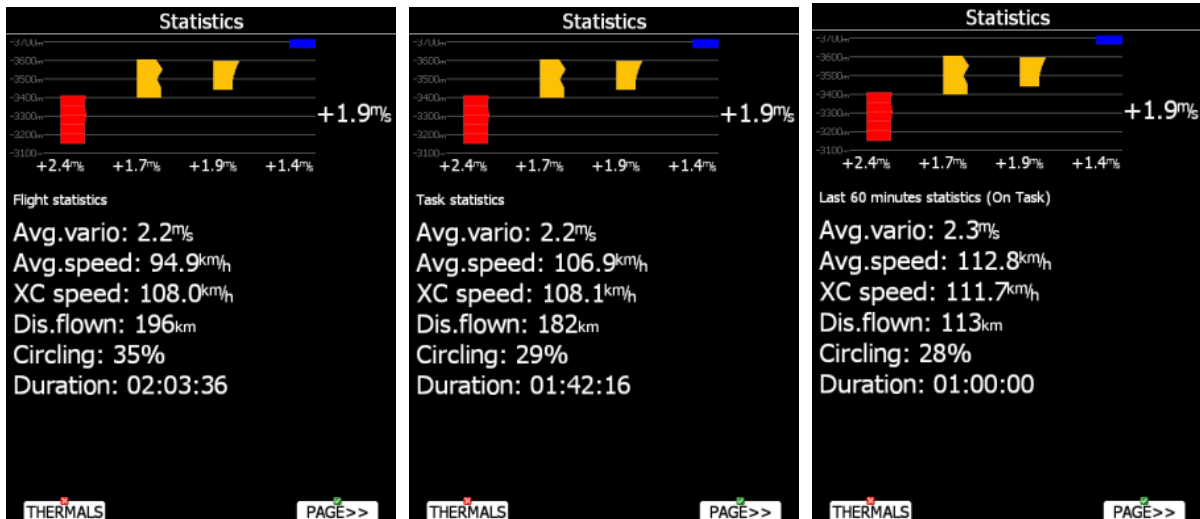 Statistics
-3700m
-3600m
-3500m
-3400m
-3300m
-3200m
-3100m
+1.9m/s
+2.4m/s +1.7m/s +1.9m/s +1.4m/s
Flight statistics
Avg.vario: 2.2m/s
Avg.speed: 94.9km/h
XC speed: 108.0km/h
Dis.flown: 196km
Circling: 35%
Duration: 02:03:36
THERMALS PAGE>>
Statistics
-3700m
-3600m
-3500m
-3400m
-3300m
-3200m
-3100m
+1.9m/s
+2.4m/s +1.7m/s +1.9m/s +1.4m/s
Task statistics
Avg.vario: 2.2m/s
Avg.speed: 106.9km/h
XC speed: 108.1km/h
Dis.flown: 182km
Circling: 29%
Duration: 01:42:16
THERMALS PAGE>>
Statistics
-3700m
-3600m
-3500m
-3400m
-3300m
-3200m
-3100m
+1.9m/s
+2.4m/s +1.7m/s +1.9m/s +1.4m/s
Last 60 minutes statistics (On Task)
Avg.vario: 2.3m/s
Avg.speed: 112.8km/h
XC speed: 111.7km/h
Dis.flown: 113km
Circling: 28%
Duration: 01:00:00
THERMALS PAGE>>